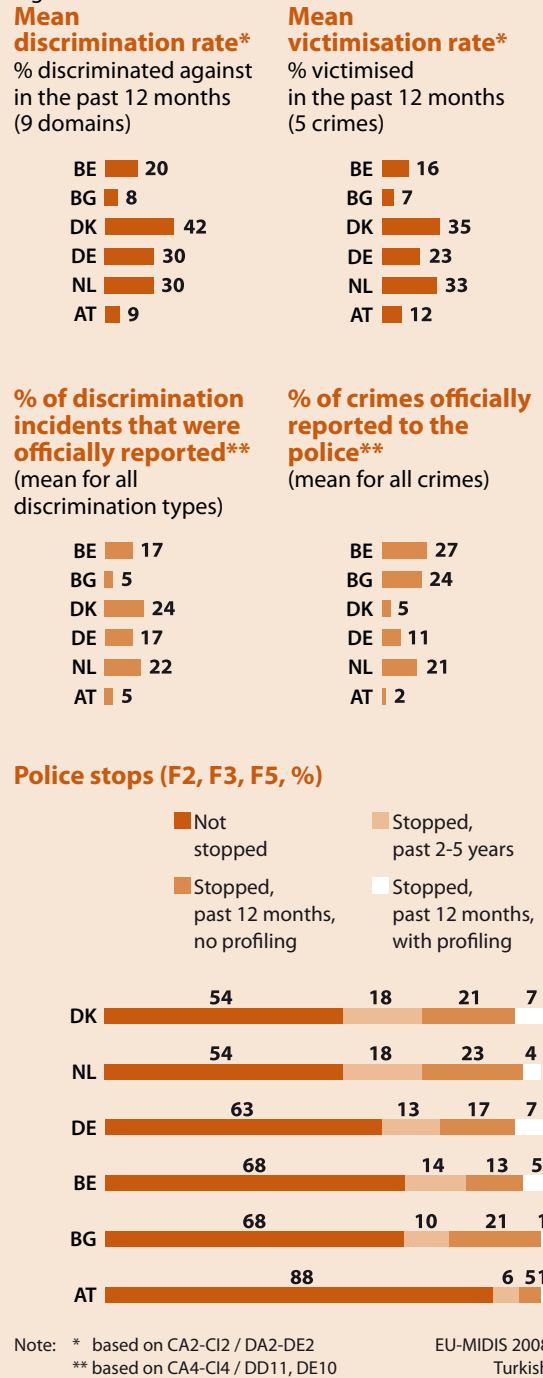 Mean
discrimination rate*
% discriminated against
in the past 12 months
(9 domains)
BE 20
BG 8
DK 42
DE 30
NL 30
AT 9
Mean
victimisation rate*
% victimised
in the past 12 months
(5 crimes)
BE 16
BG 7
DK 35
DE 23
NL 33
AT 12
% of discrimination
incidents that were
officially reported**
(mean for all
discrimination types)
BE 17
BG 5
DK 24
DE 17
NL 22
AT 5
% of crimes officially
reported to the
police**
(mean for all crimes)
BE 27
BG 24
DK 5
DE 11
NL 21
AT 2
Police stops (F2, F3, F5, %)
Not
stopped
Stopped,
past 2-5 years
Stopped,
past 12 months,
no profiling
Stopped,
past 12 months,
with profiling
DK 54 18 21 7
NL 54 18 23 4
DE 63 13 17 7
BE 68 14 13 5
BG 68 10 21 1
AT 88 6 5 1
Note: * based on CA2-CI2 / DA2-DE2
** based on CA4-CI4 / DD11, DE10
EU-MIDIS 2008
Turkish